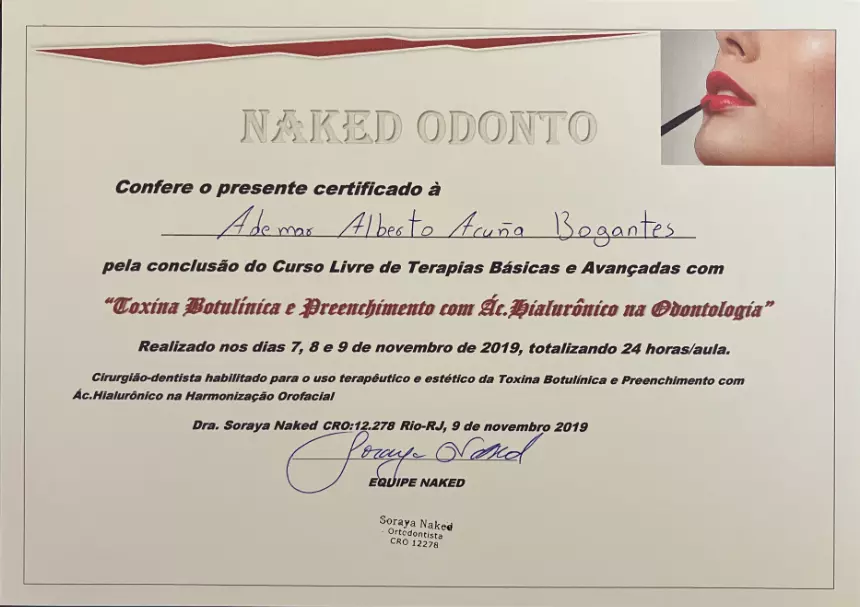 NAKED ODONTO
Confere o presente certificado à
Ademar Alberto Acuña Bogantes
pela conclusão do Curso Livre de Terapias Básicas e Avançadas com
“Toxina Botulínica e Preenchimento com Ác.Hialurônico na Odontologia”
Realizado nos dias 7, 8 e 9 de novembro de 2019, totalizando 24 horas/aula.
Cirurgião-dentista habilitado para o uso terapêutico e estético da Toxina Botulínica e Preenchimento com
Ác.Hialurônico na Harmonização Orofacial
Dra. Soraya Naked CRO:12.278 Rio-RJ, 9 de novembro 2019
Soraya Naked
EQUIPE NAKED
Soraya Naked
Ortodontista
CRO 12278